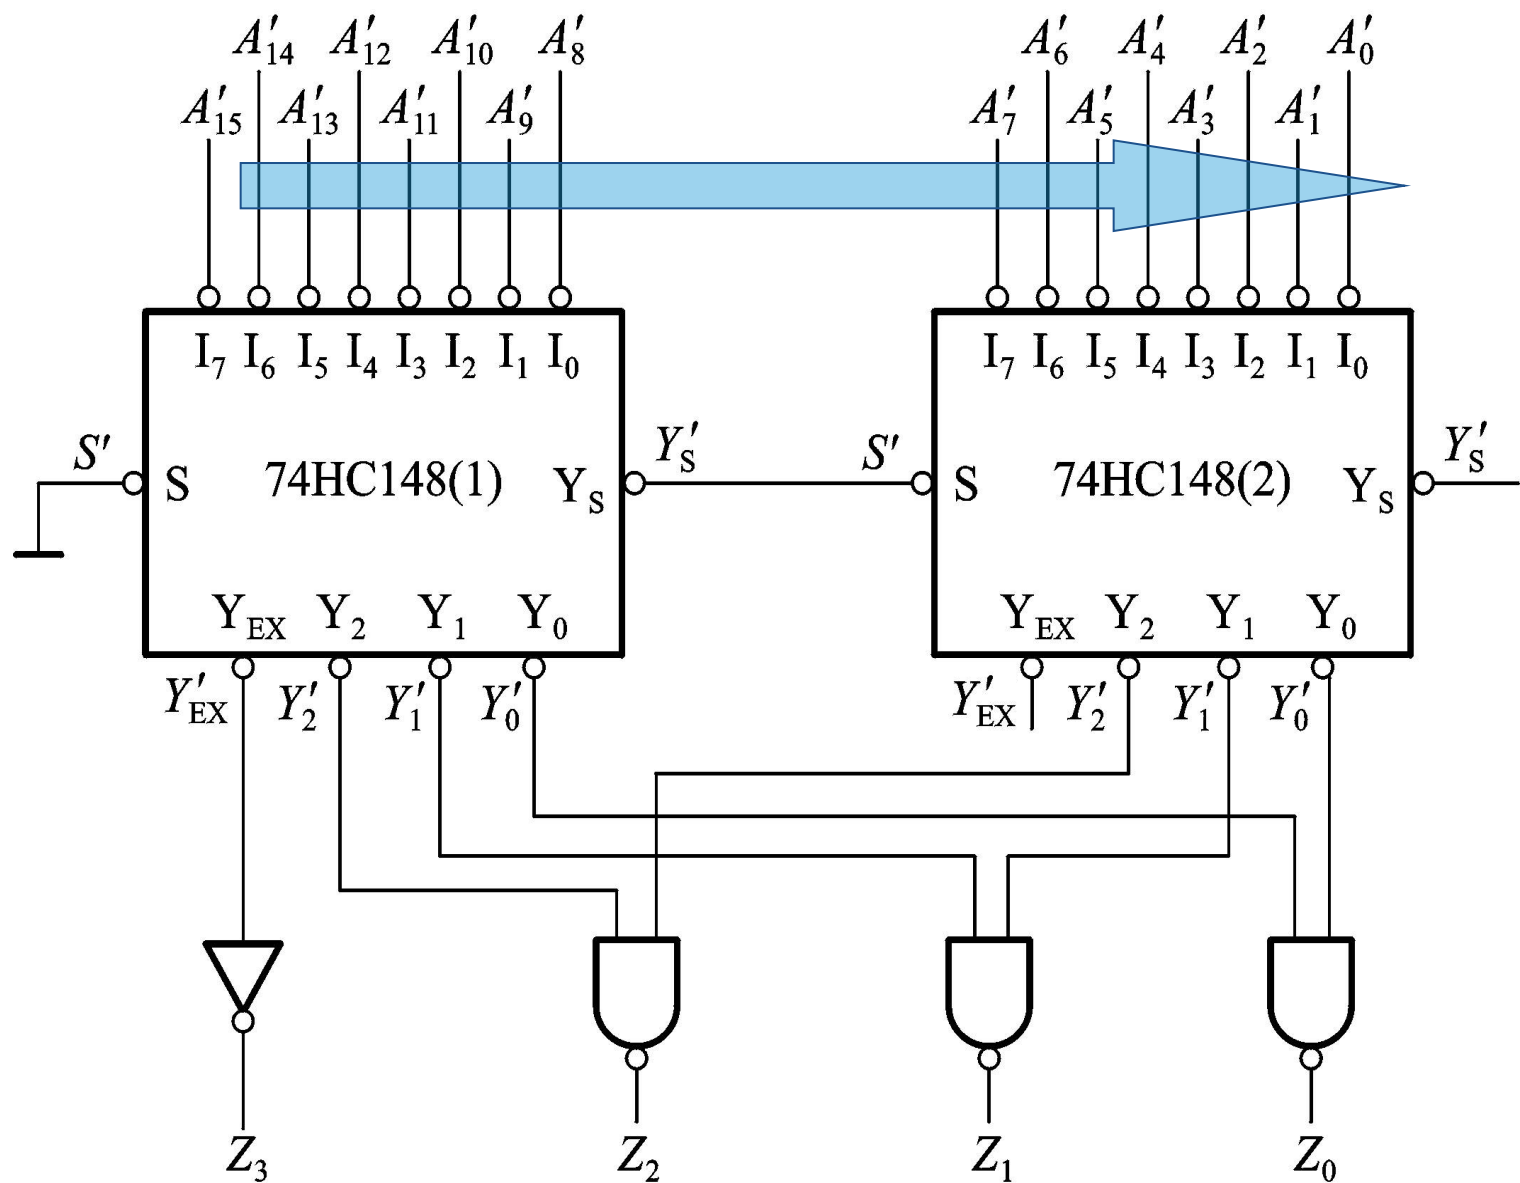 A′₁₄ A′₁₂ A′₁₀ A′₈ A′₆ A′₄ A′₂ A′₀
A′₁₅ A′₁₃ A′₁₁ A′₉ A′₇ A′₅ A′₃ A′₁
I₇ I₆ I₅ I₄ I₃ I₂ I₁ I₀ I₇ I₆ I₅ I₄ I₃ I₂ I₁ I₀
S′ Y′S S′ Y′S
S 74HC148(1) YS S 74HC148(2) YS
YEX Y₂ Y₁ Y₀ YEX Y₂ Y₁ Y₀
Y′EX Y′₂ Y′₁ Y′₀ Y′EX Y′₂ Y′₁ Y′₀
Z₃ Z₂ Z₁ Z₀